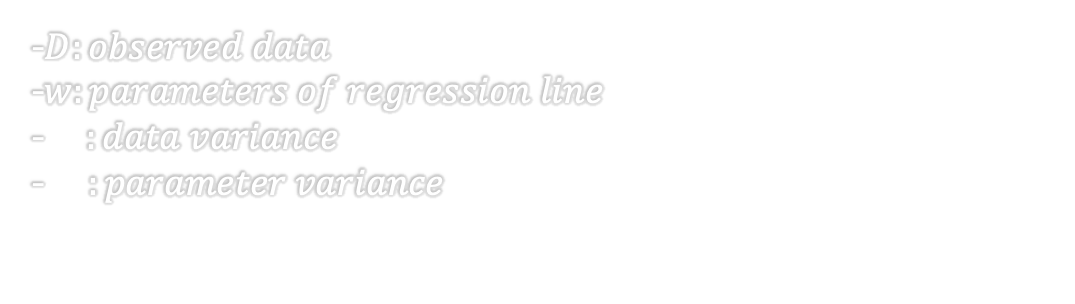 -D: observed data
-w: parameters of regression line
- : data variance
- : parameter variance